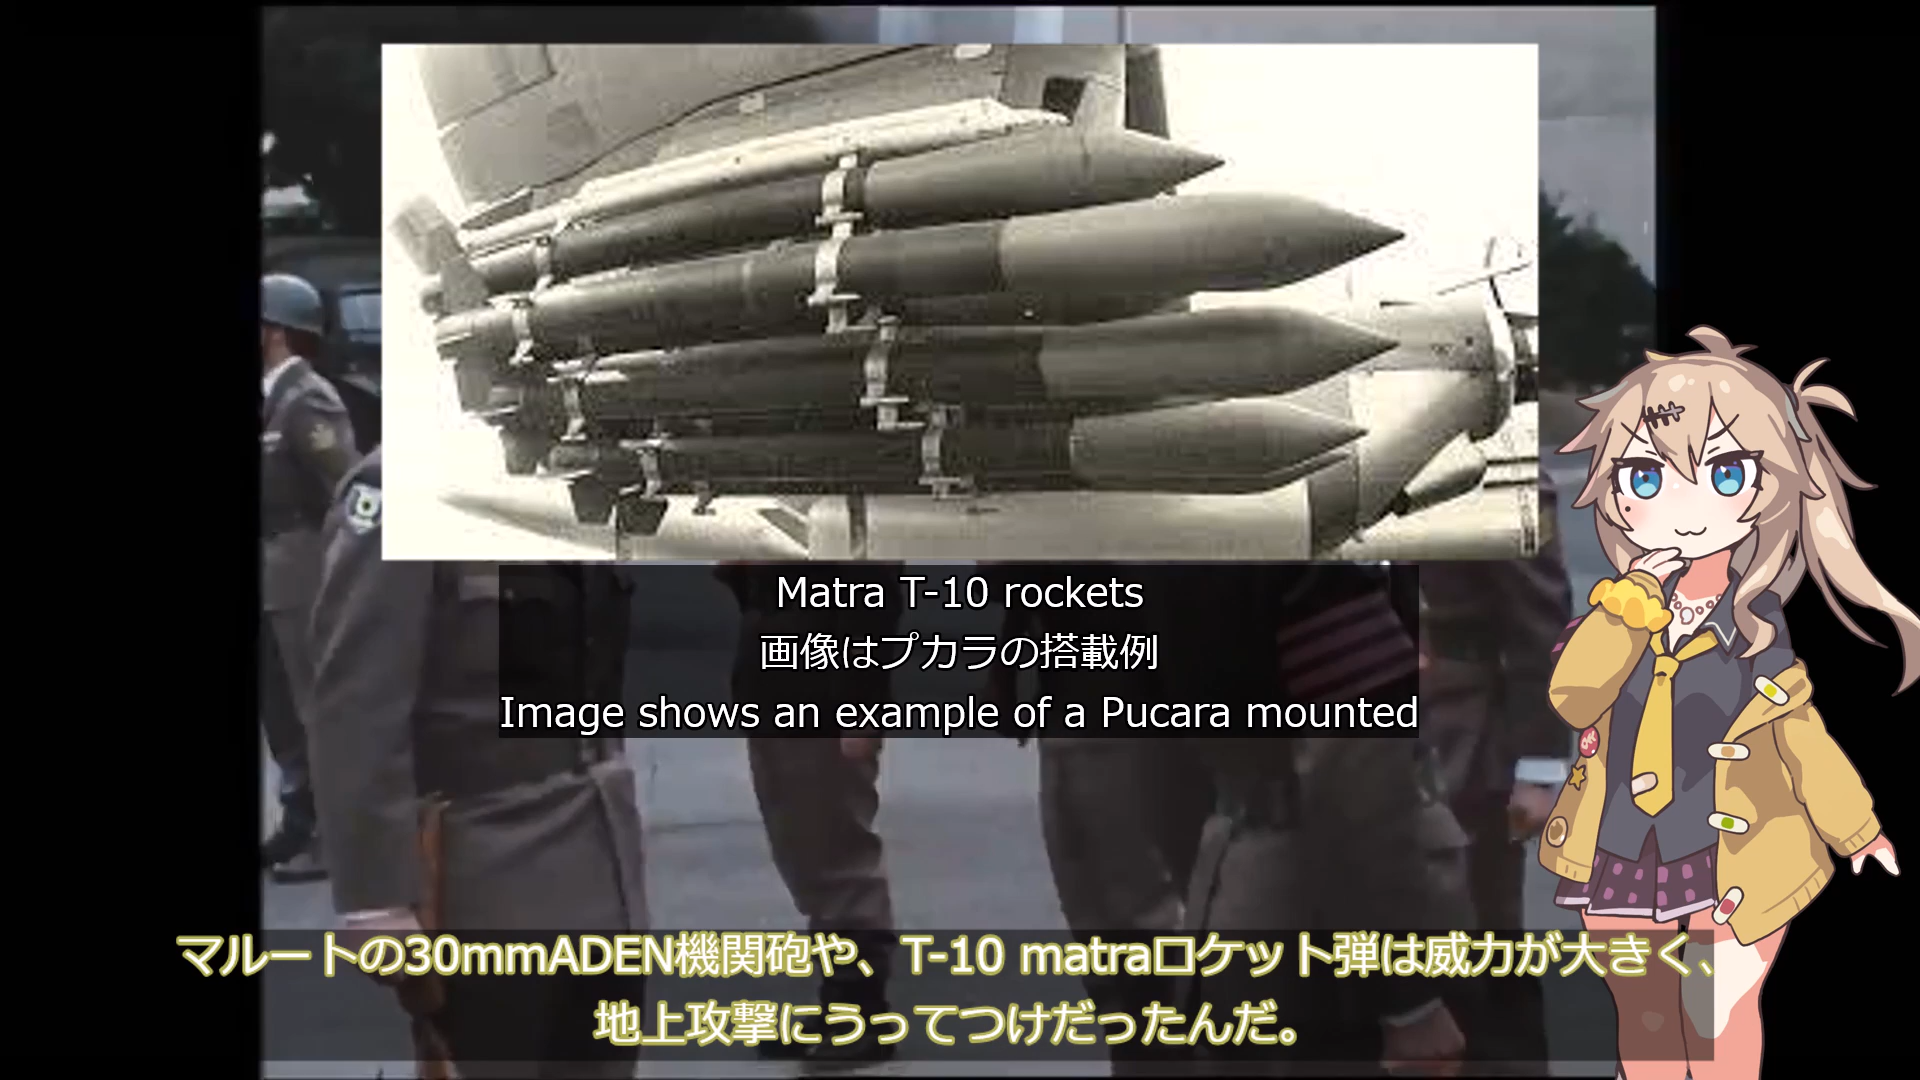 Matra T-10 rockets
画像はプカラの搭載例
Image shows an example of a Pucara mounted
マルートの30mmADEN機関砲や、T-10 matraロケット弾は威力が大きく、
地上攻撃にうってつけだったんだ。